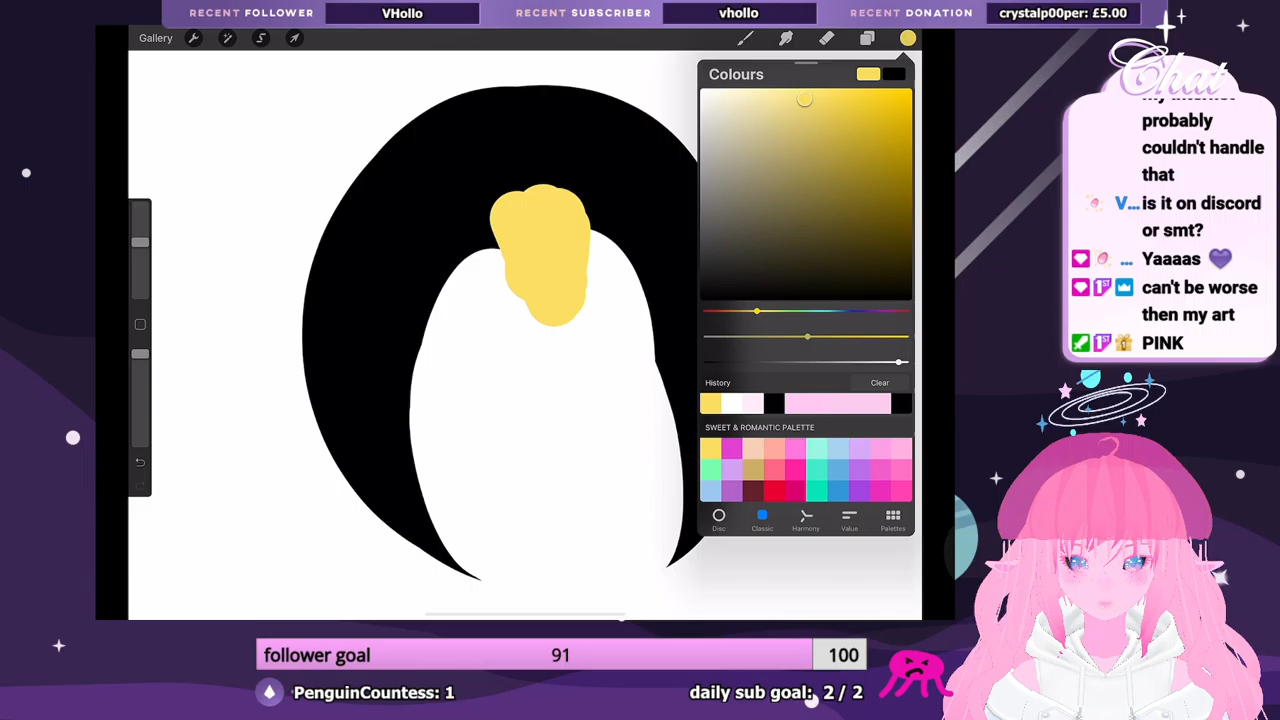 RECENT FOLLOWER VHollo RECENT SUBSCRIBER vhollo RECENT DONATION crystalp00per: £5.00
Gallery
Colours
History
Clear
SWEET & ROMANTIC PALETTE
Disc Classic Harmony Value Palettes
Chat
my internet
probably
couldn't handle
that
V... is it on discord
or smt?
... Yaaaas
can't be worse
then my art
PINK
follower goal 91 100
PenguinCountess: 1
daily sub goal: 2 / 2